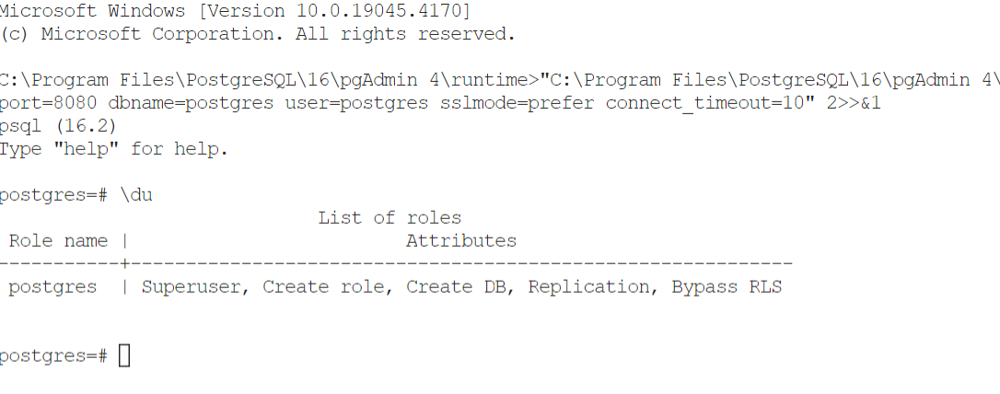 Microsoft Windows [Version 10.0.19045.4170]
(c) Microsoft Corporation. All rights reserved.
C:\Program Files\PostgreSQL\16\pgAdmin 4\runtime>"C:\Program Files\PostgreSQL\16\pgAdmin 4\
port=8080 dbname=postgres user=postgres sslmode=prefer connect_timeout=10" 2>>&1
psql (16.2)
Type "help" for help.
postgres=# \du
List of roles
Role name | Attributes
-----------+------------------------------------------------------------
postgres | Superuser, Create role, Create DB, Replication, Bypass RLS
postgres=#